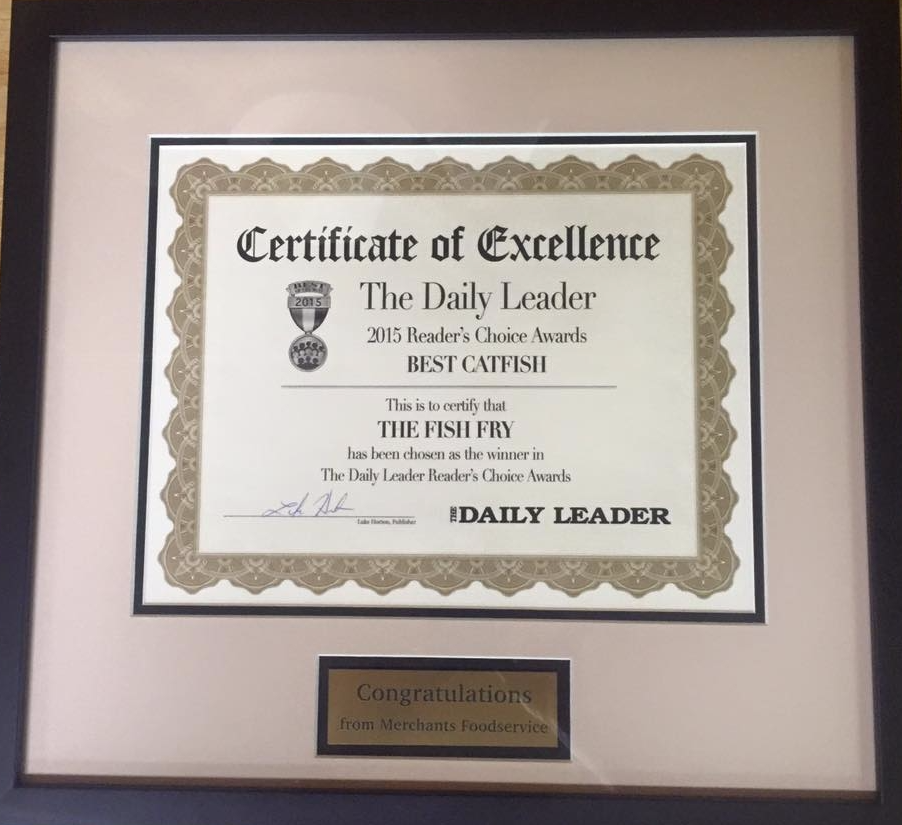 Certificate of Excellence
BEST
2015
The Daily Leader
2015 Reader's Choice Awards
BEST CATFISH
This is to certify that
THE FISH FRY
has been chosen as the winner in
The Daily Leader Reader's Choice Awards
Luke Horton, Publisher
THE DAILY LEADER
Congratulations
from Merchants Foodservice